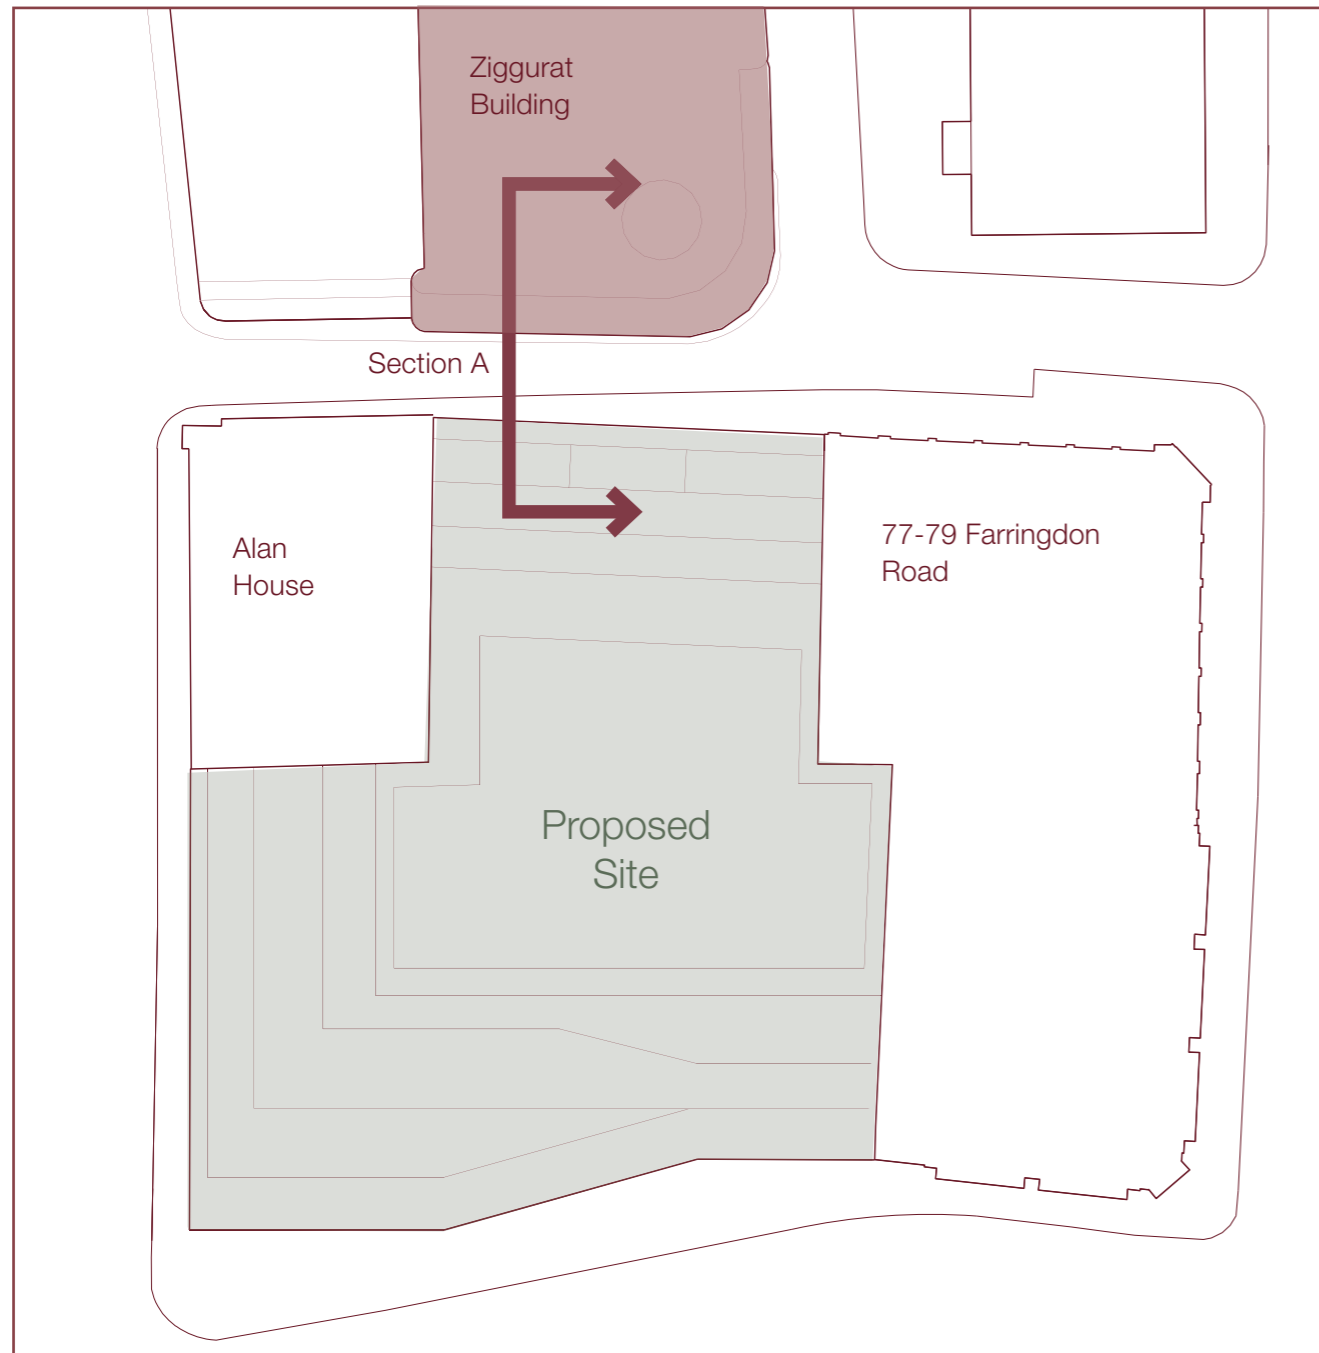 Ziggurat
Building
Section A
Alan
House
77-79 Farringdon
Road
Proposed
Site